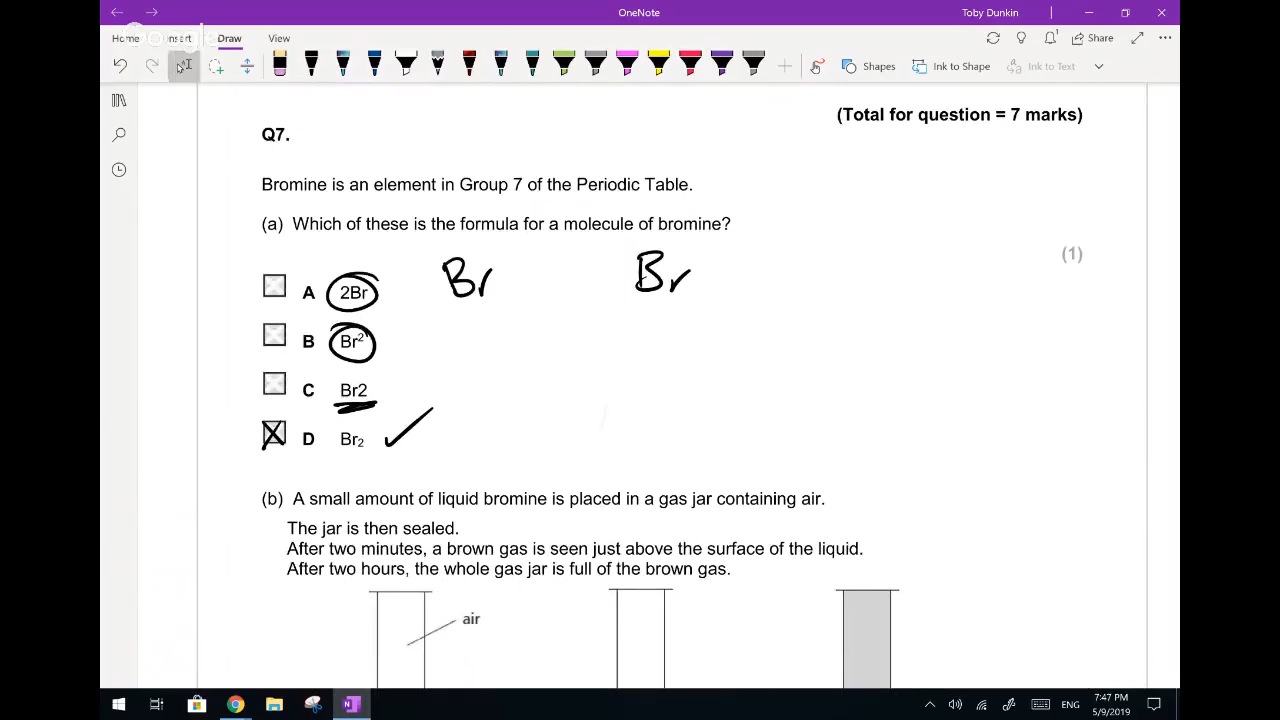 OneNote
Toby Dunkin
Google
Home Insert Draw View
Share
Shapes
Ink to Shape
Ink to Text
(Total for question = 7 marks)
Q7.
Bromine is an element in Group 7 of the Periodic Table.
(a) Which of these is the formula for a molecule of bromine?
(1)
Br Br
A 2Br
B Br²
C Br2
D Br₂
(b) A small amount of liquid bromine is placed in a gas jar containing air.
The jar is then sealed.
After two minutes, a brown gas is seen just above the surface of the liquid.
After two hours, the whole gas jar is full of the brown gas.
air
ENG
7:47 PM
5/9/2019